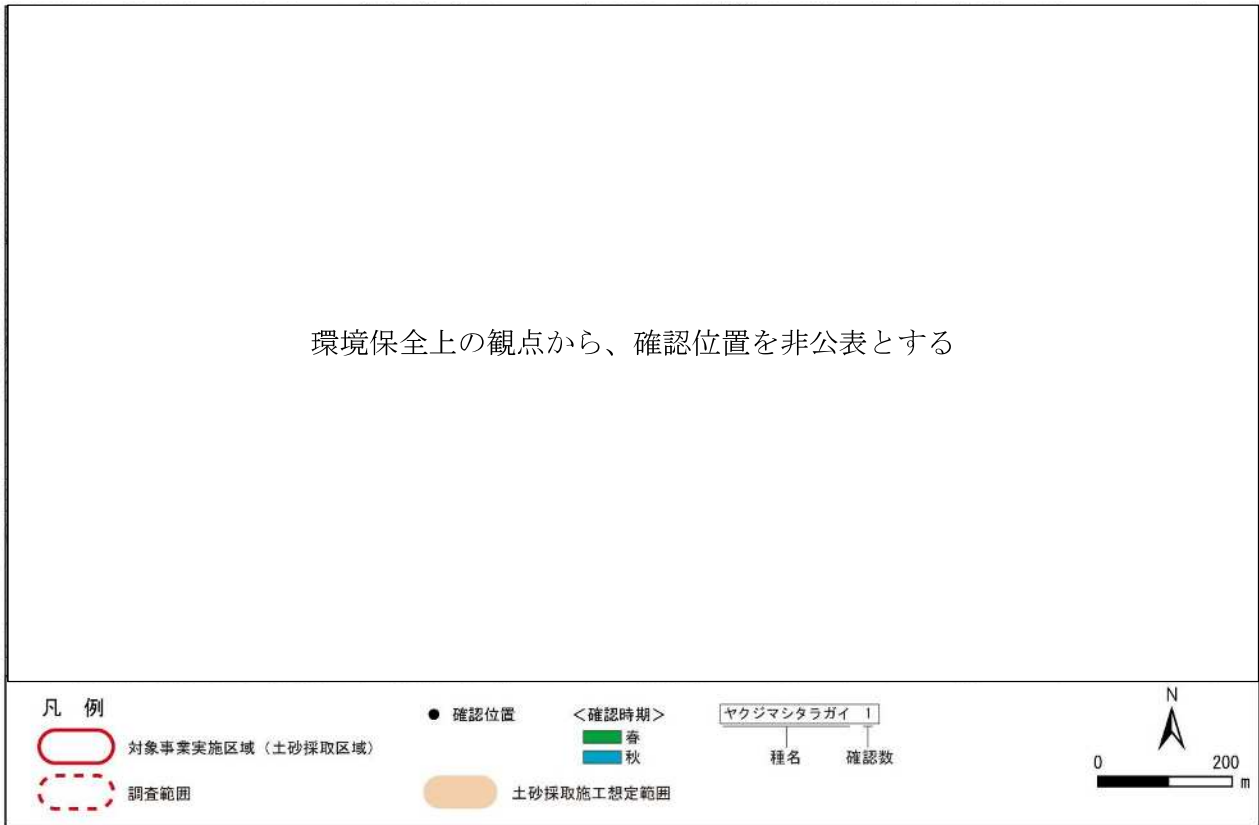 環境保全上の観点から、確認位置を非公表とする
凡 例
対象事業実施区域（土砂採取区域）
調査範囲
● 確認位置
＜確認時期＞
春
秋
土砂採取施工想定範囲
ヤクジマシタラガイ 1
種名 確認数
N
0 200
m